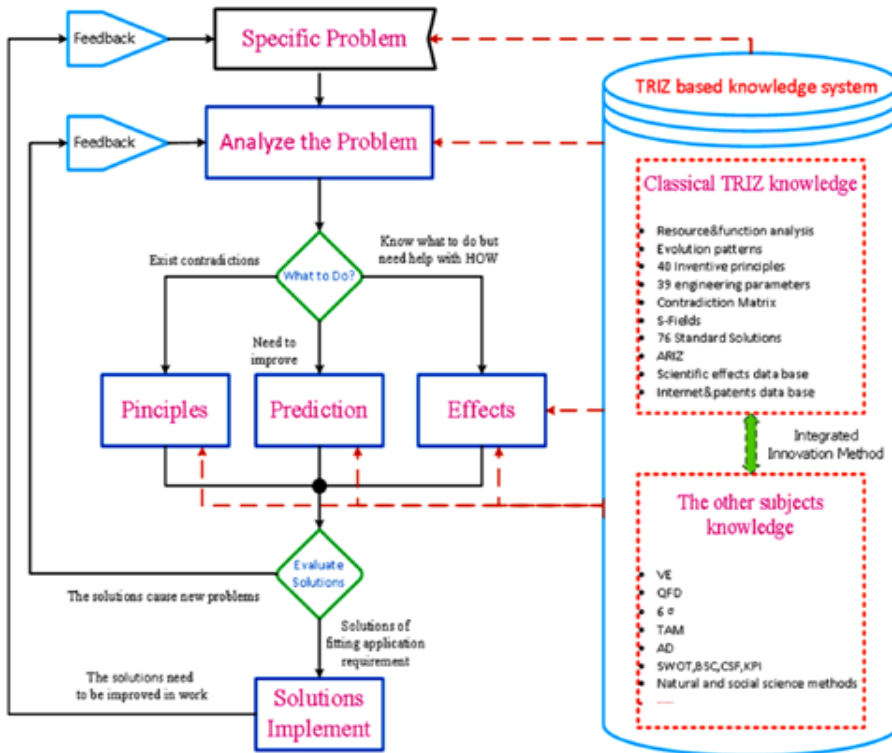 Feedback
Specific Problem
TRIZ based knowledge system
Feedback
Analyze the Problem
Classical TRIZ knowledge
Resource&function analysis
Evolution patterns
40 Inventive principles
39 engineering parameters
Contradiction Matrix
S-Fields
76 Standard Solutions
ARIZ
Scientific effects data base
Internet&patents data base
Exist contradictions
What to Do?
Know what to do but
need help with HOW
Need to
improve
Pinciples
Prediction
Effects
Integrated
Innovation Method
The other subjects
knowledge
VE
QFD
6σ
TAM
AD
SWOT,BSC,CSF,KPI
Natural and social science methods
Evaluate
Solutions
The solutions cause new problems
Solutions of
fitting application
requirement
The solutions need
to be improved in work
Solutions
Implement